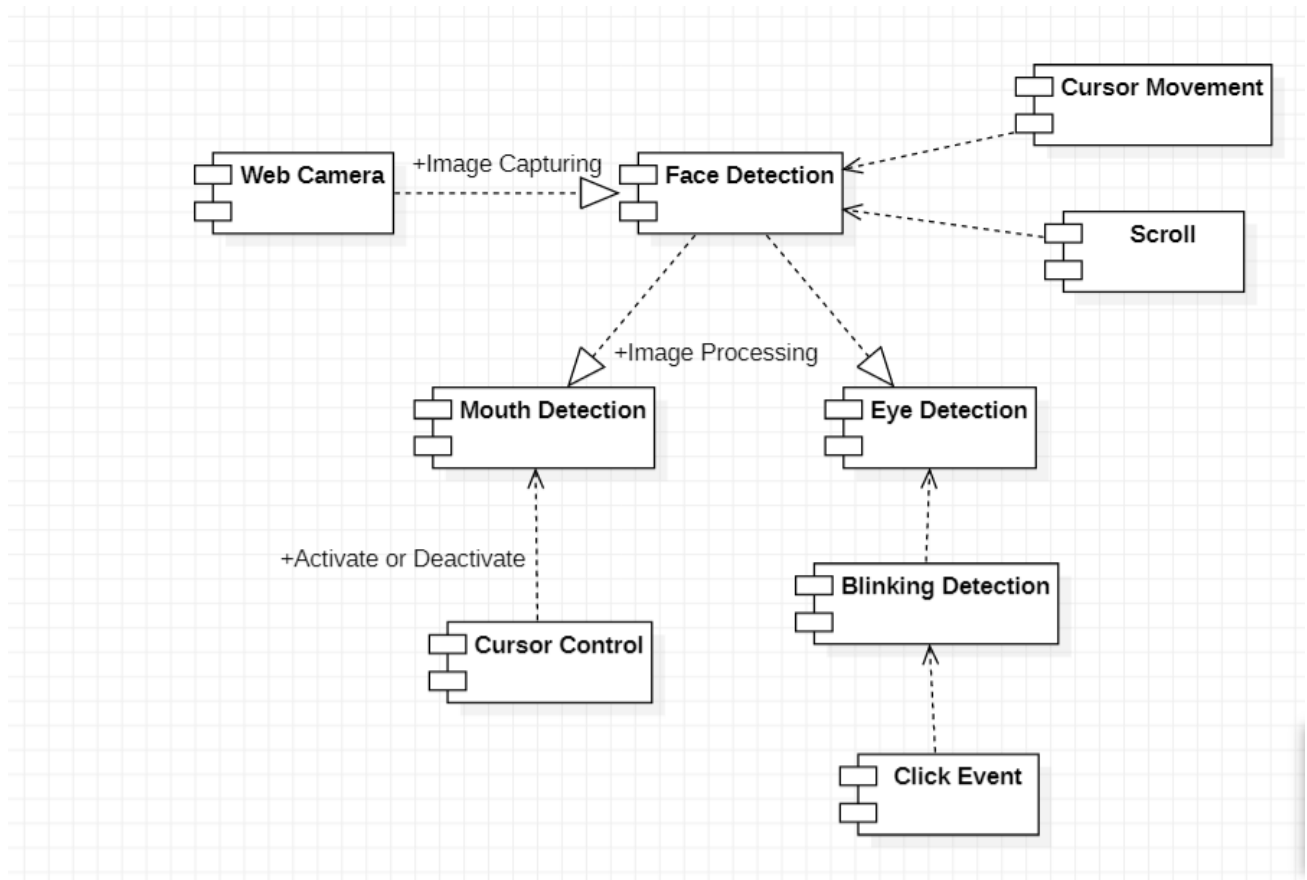 Cursor Movement
+Image Capturing
Web Camera
Face Detection
Scroll
+Image Processing
Mouth Detection
Eye Detection
+Activate or Deactivate
Blinking Detection
Cursor Control
Click Event